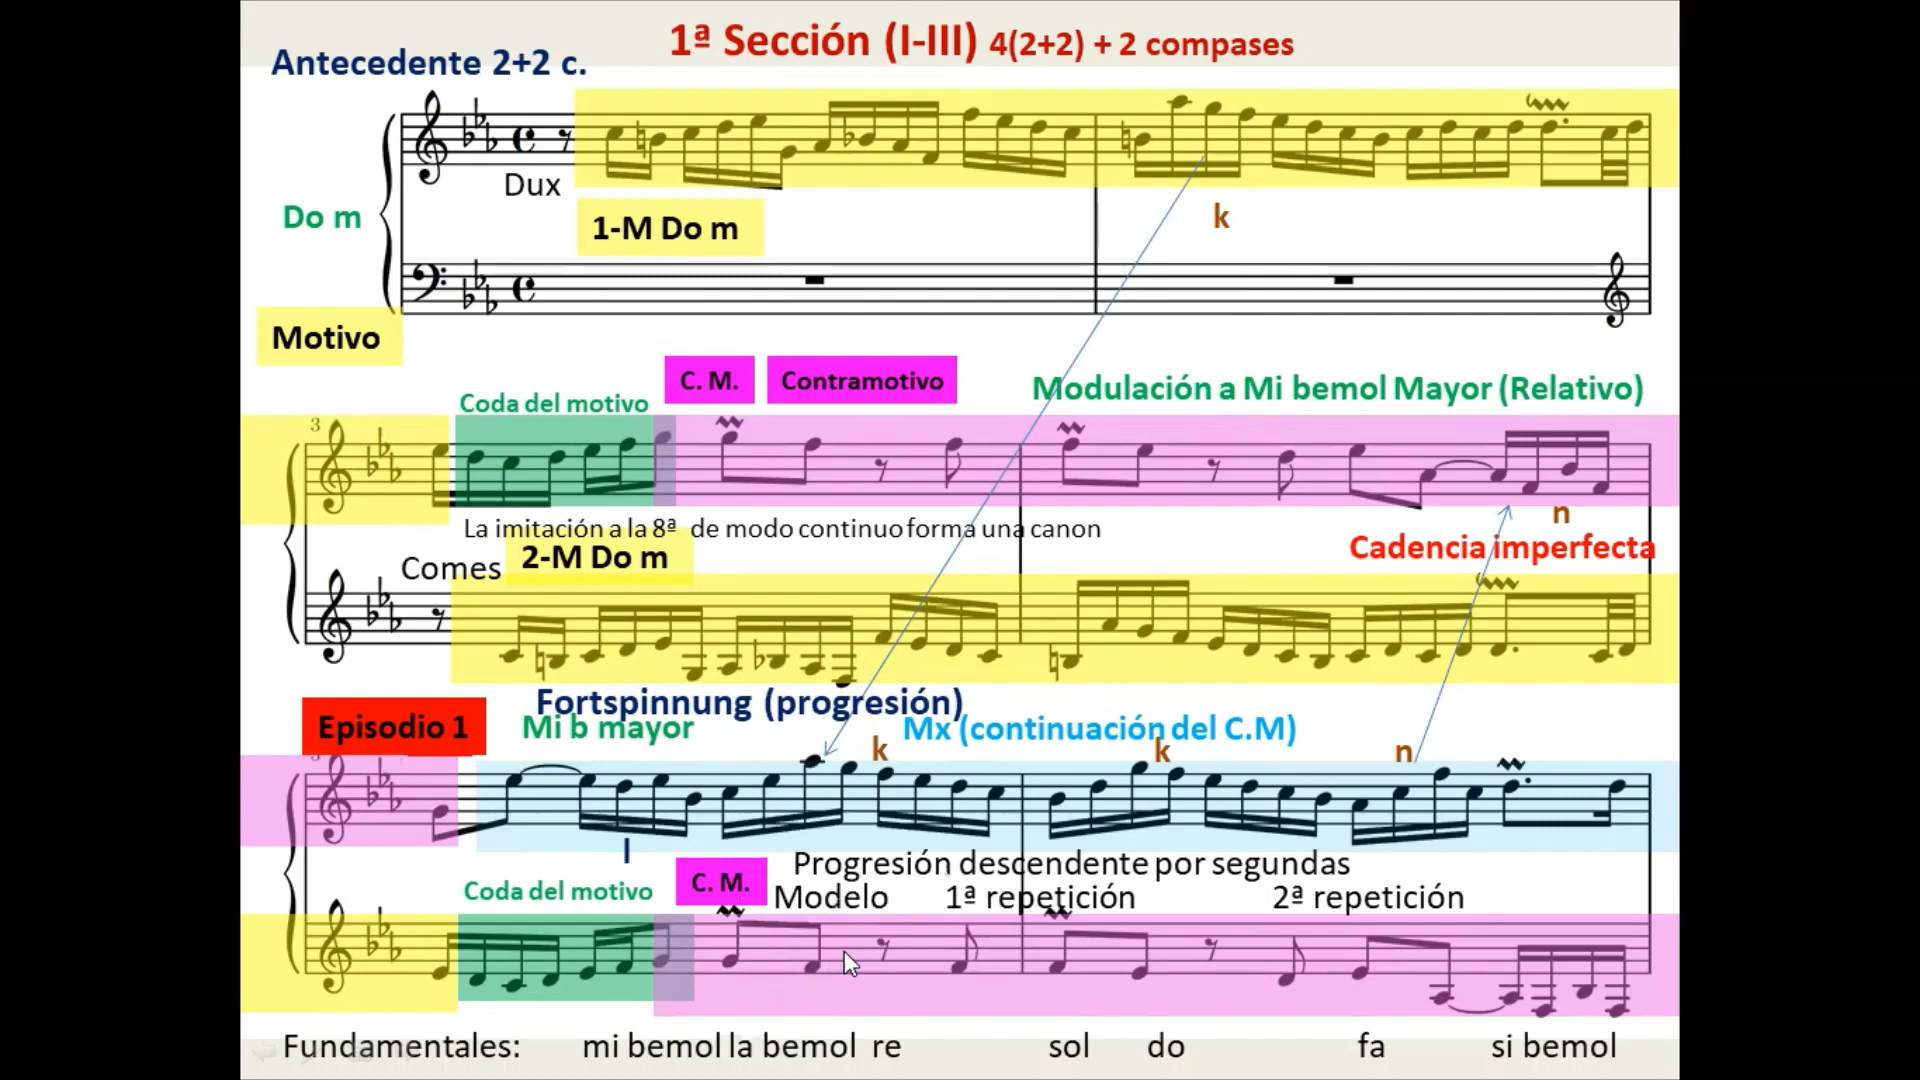 1ª Sección (I-III) 4(2+2) + 2 compases
Antecedente 2+2 c.
Dux
Do m
1-M Do m
k
Motivo
C. M.
Contramotivo
Modulación a Mi bemol Mayor (Relativo)
Coda del motivo
3
La imitación a la 8ª de modo continuo forma una canon
n
Comes
2-M Do m
Cadencia imperfecta
Fortspinnung (progresión)
Episodio 1
Mi b mayor
Mx (continuación del C.M)
k
k
n
l
Progresión descendente por segundas
Coda del motivo
C. M.
Modelo
1ª repetición
2ª repetición
Fundamentales: mi bemol la bemol re sol do fa si bemol